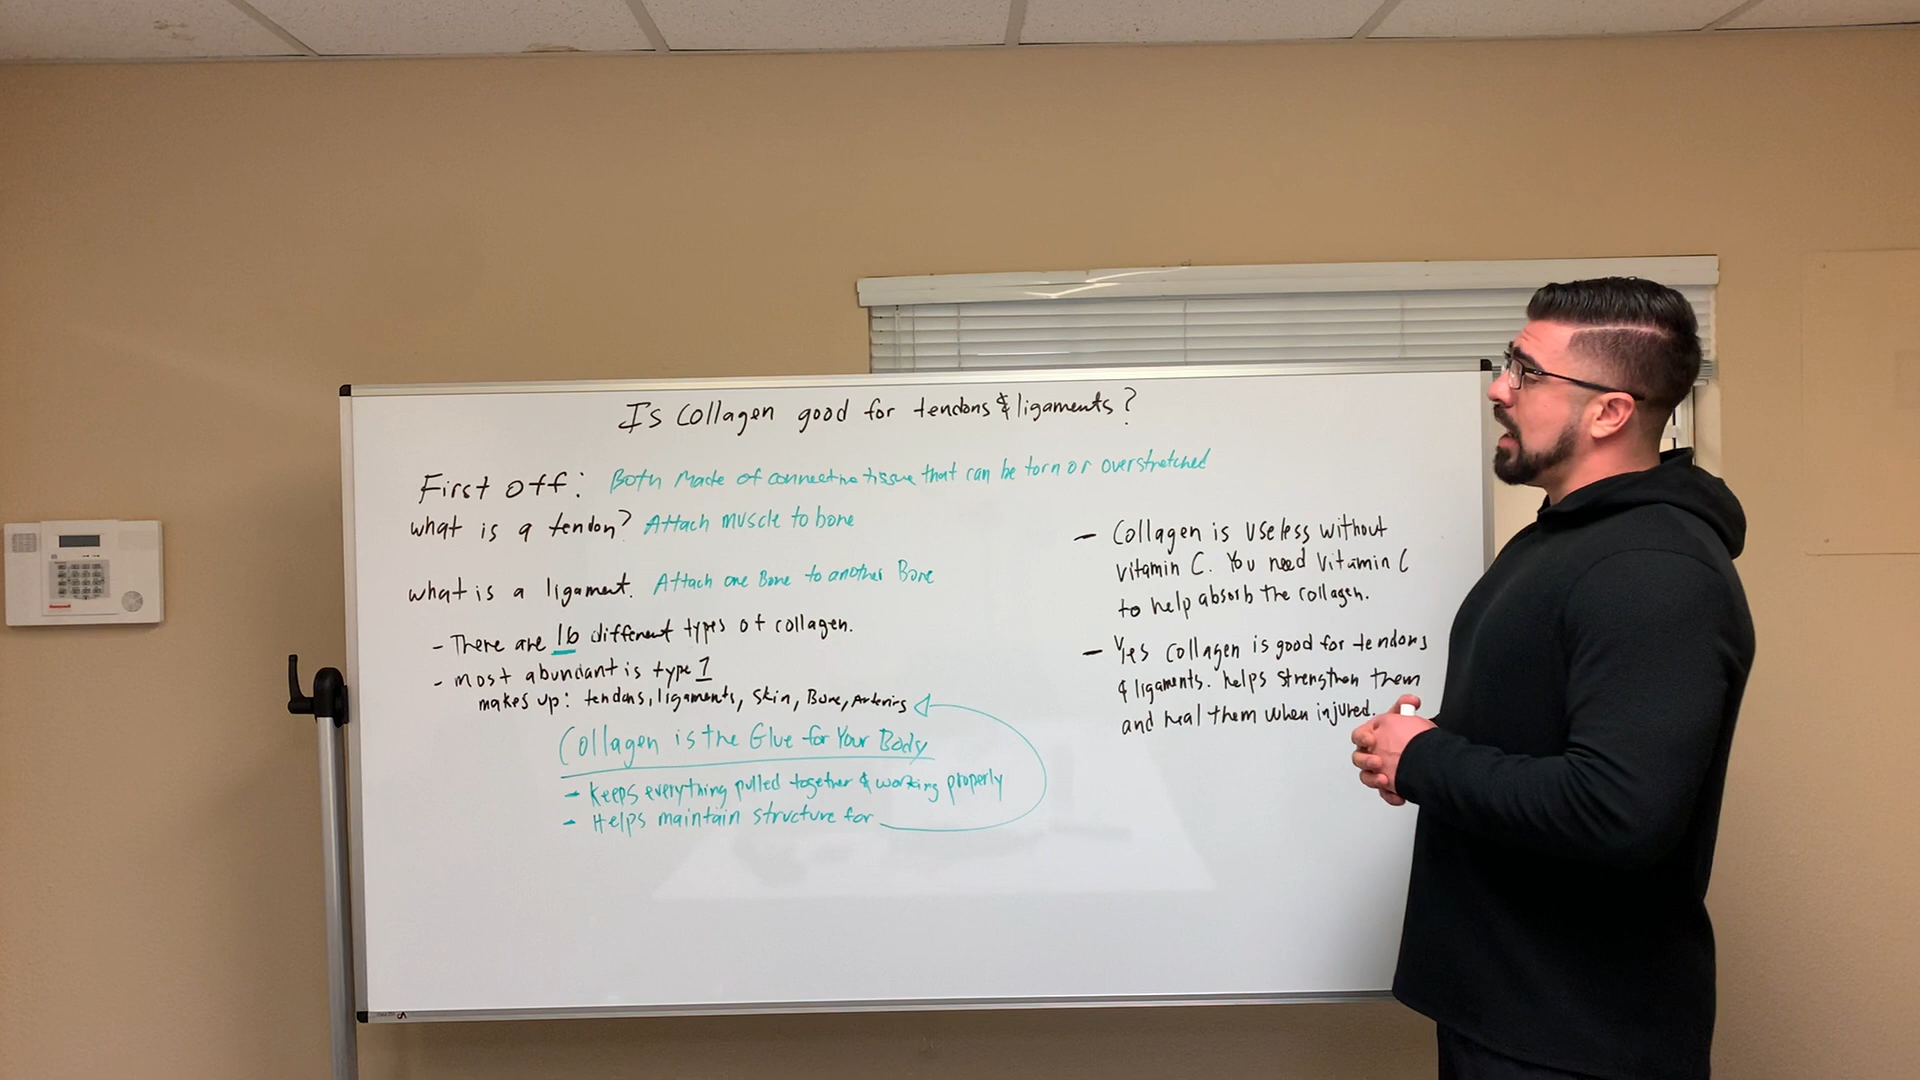 Is Collagen good for tendons & ligaments?
First off: Both Made of connective tissue that can be torn or overstretched
what is a tendon? Attach muscle to bone
what is a ligament. Attach one Bone to another Bone
- There are 16 different types of collagen.
- most abundant is type 1
makes up: tendons, ligaments, skin, Bone, Arteries
Collagen is the Glue for Your Body
- Keeps everything pulled together & working properly
- Helps maintain structure for
- Collagen is useless without
vitamin C. You need vitamin C
to help absorb the collagen.
- Yes collagen is good for tendons
& ligaments. helps strengthen them
and heal them when injured.
Honeywell